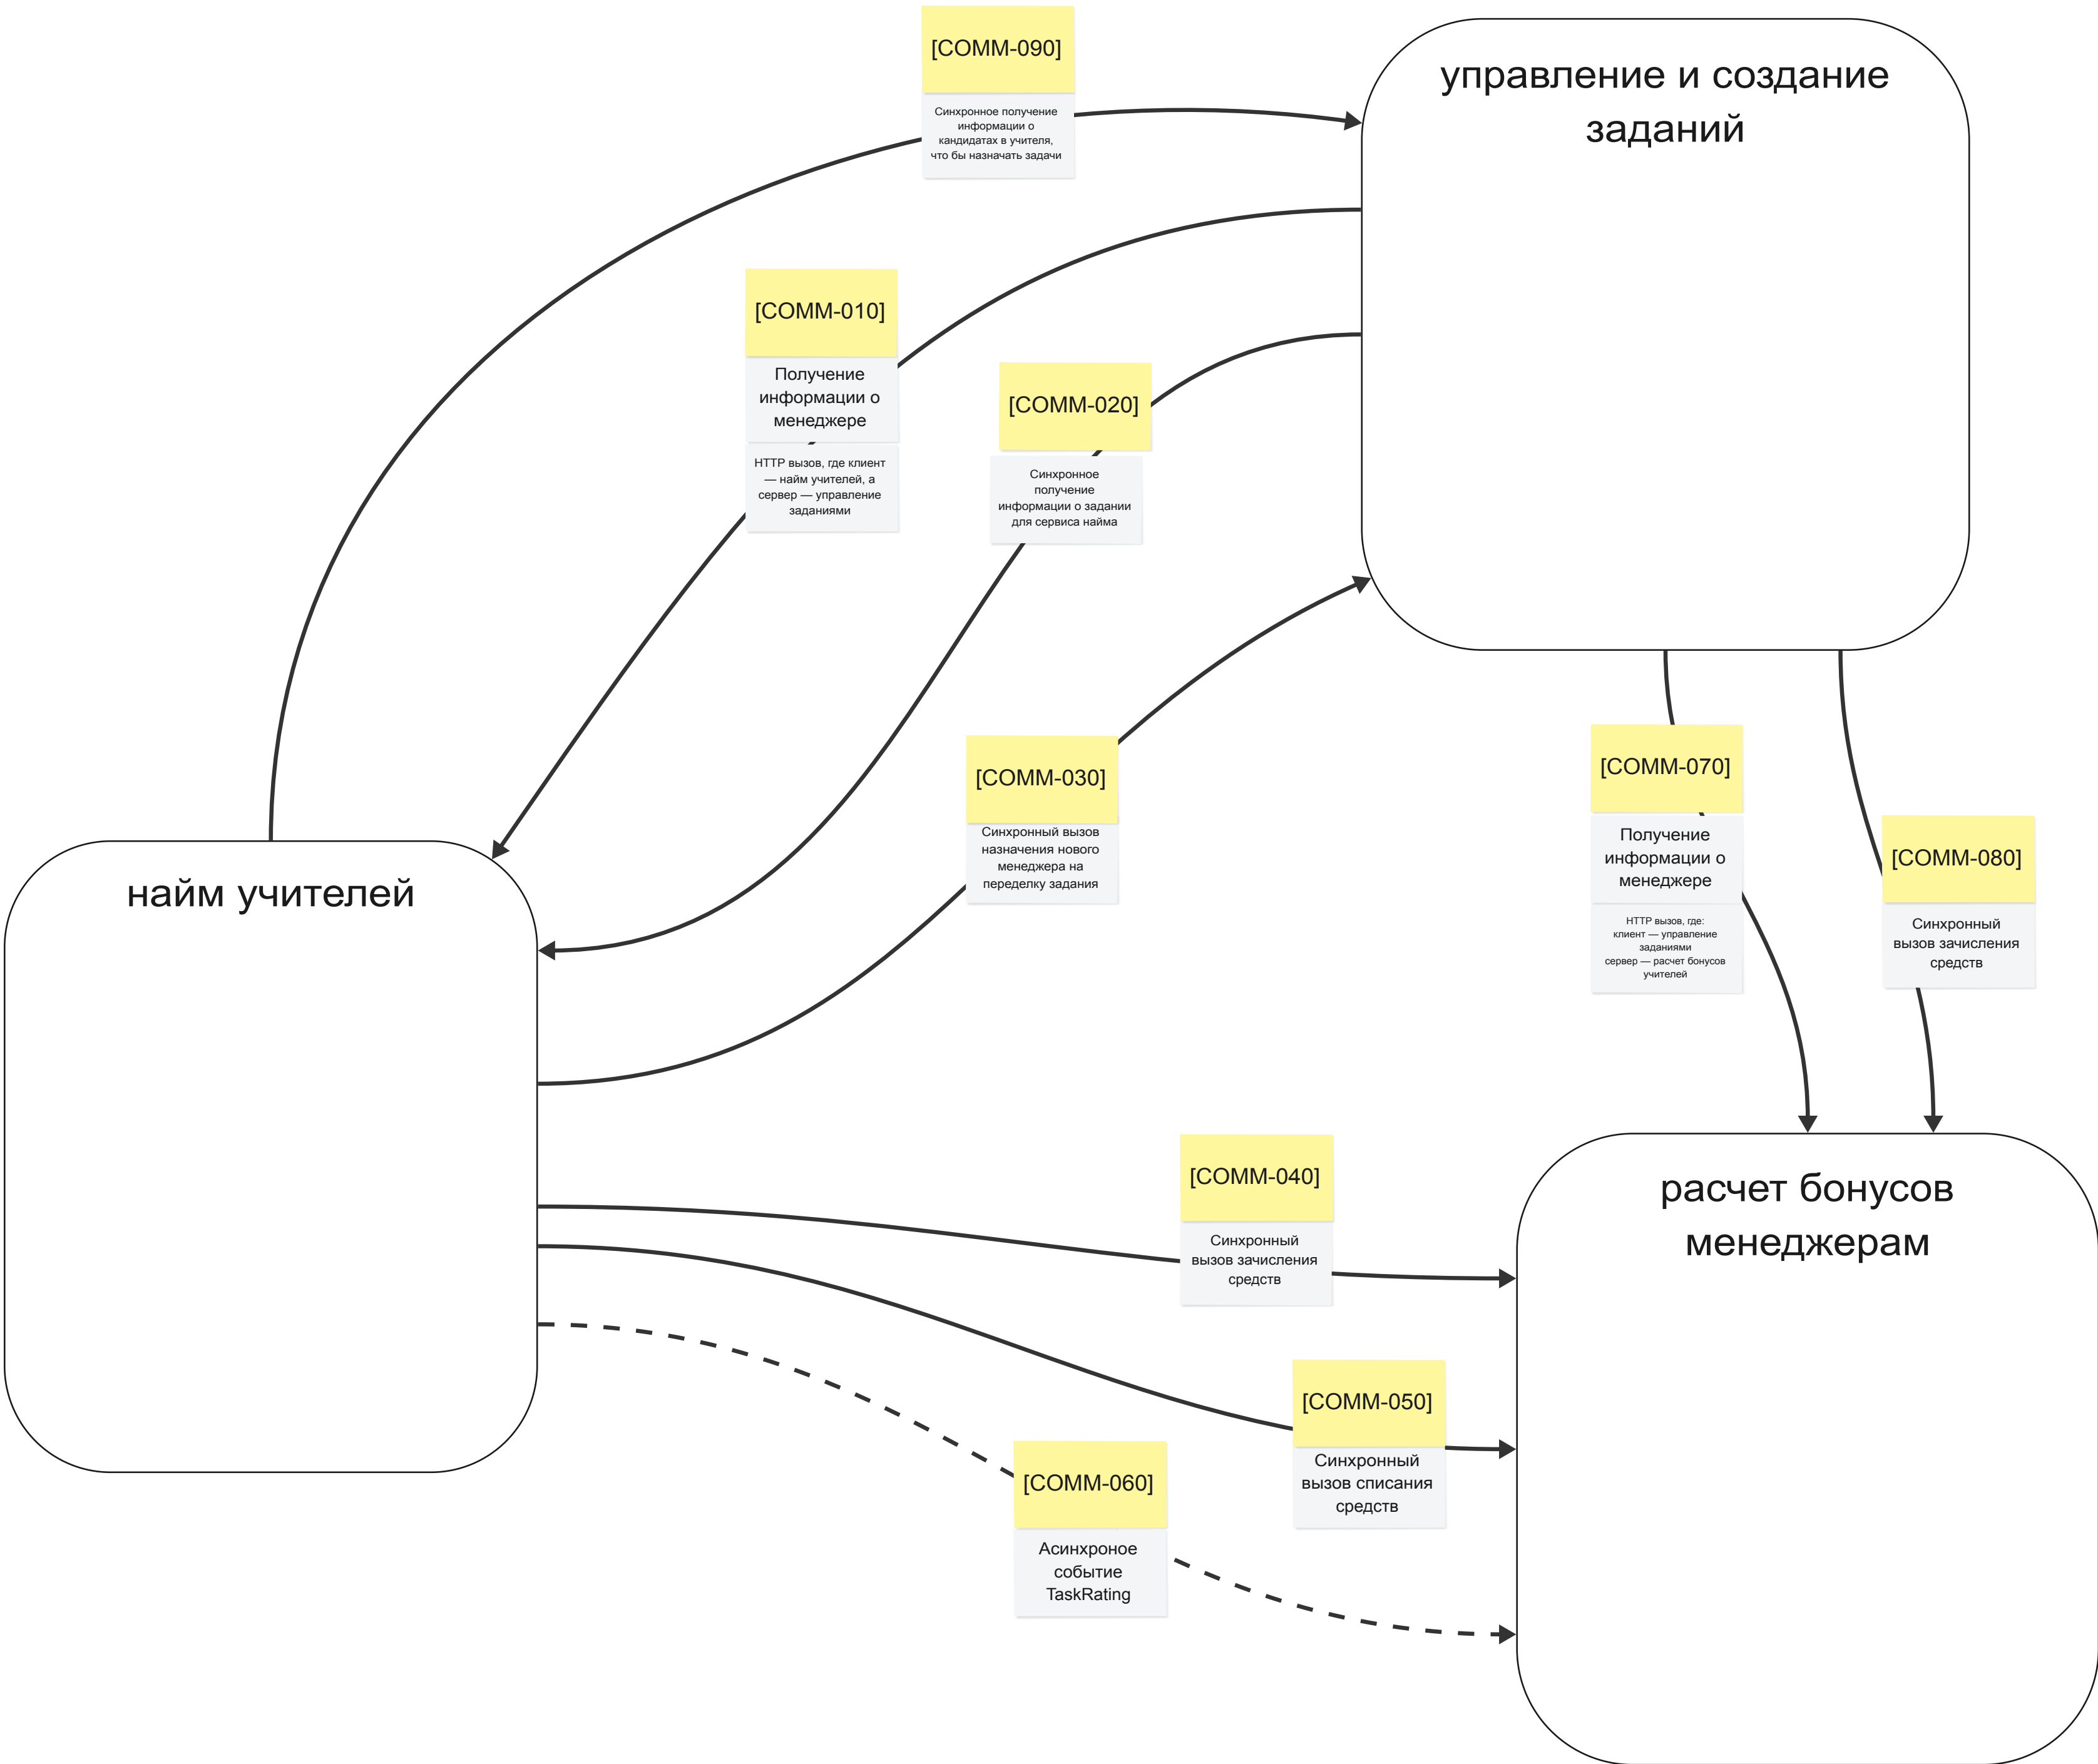 [COMM-090]
Синхронное получение
информации о
кандидатах в учителя,
что бы назначать задачи
управление и создание
заданий
[COMM-010]
Получение
информации о
менеджере
HTTP вызов, где клиент
— найм учителей, а
сервер — управление
заданиями
[COMM-020]
Синхронное
получение
информации о задании
для сервиса найма
[COMM-030]
Синхронный вызов
назначения нового
менеджера на
переделку задания
[COMM-070]
Получение
информации о
менеджере
HTTP вызов, где:
клиент — управление
заданиями
сервер — расчет бонусов
учителей
[COMM-080]
Синхронный
вызов зачисления
средств
найм учителей
[COMM-040]
Синхронный
вызов зачисления
средств
расчет бонусов
менеджерам
[COMM-050]
Синхронный
вызов списания
средств
[COMM-060]
Асинхроное
событие
TaskRating